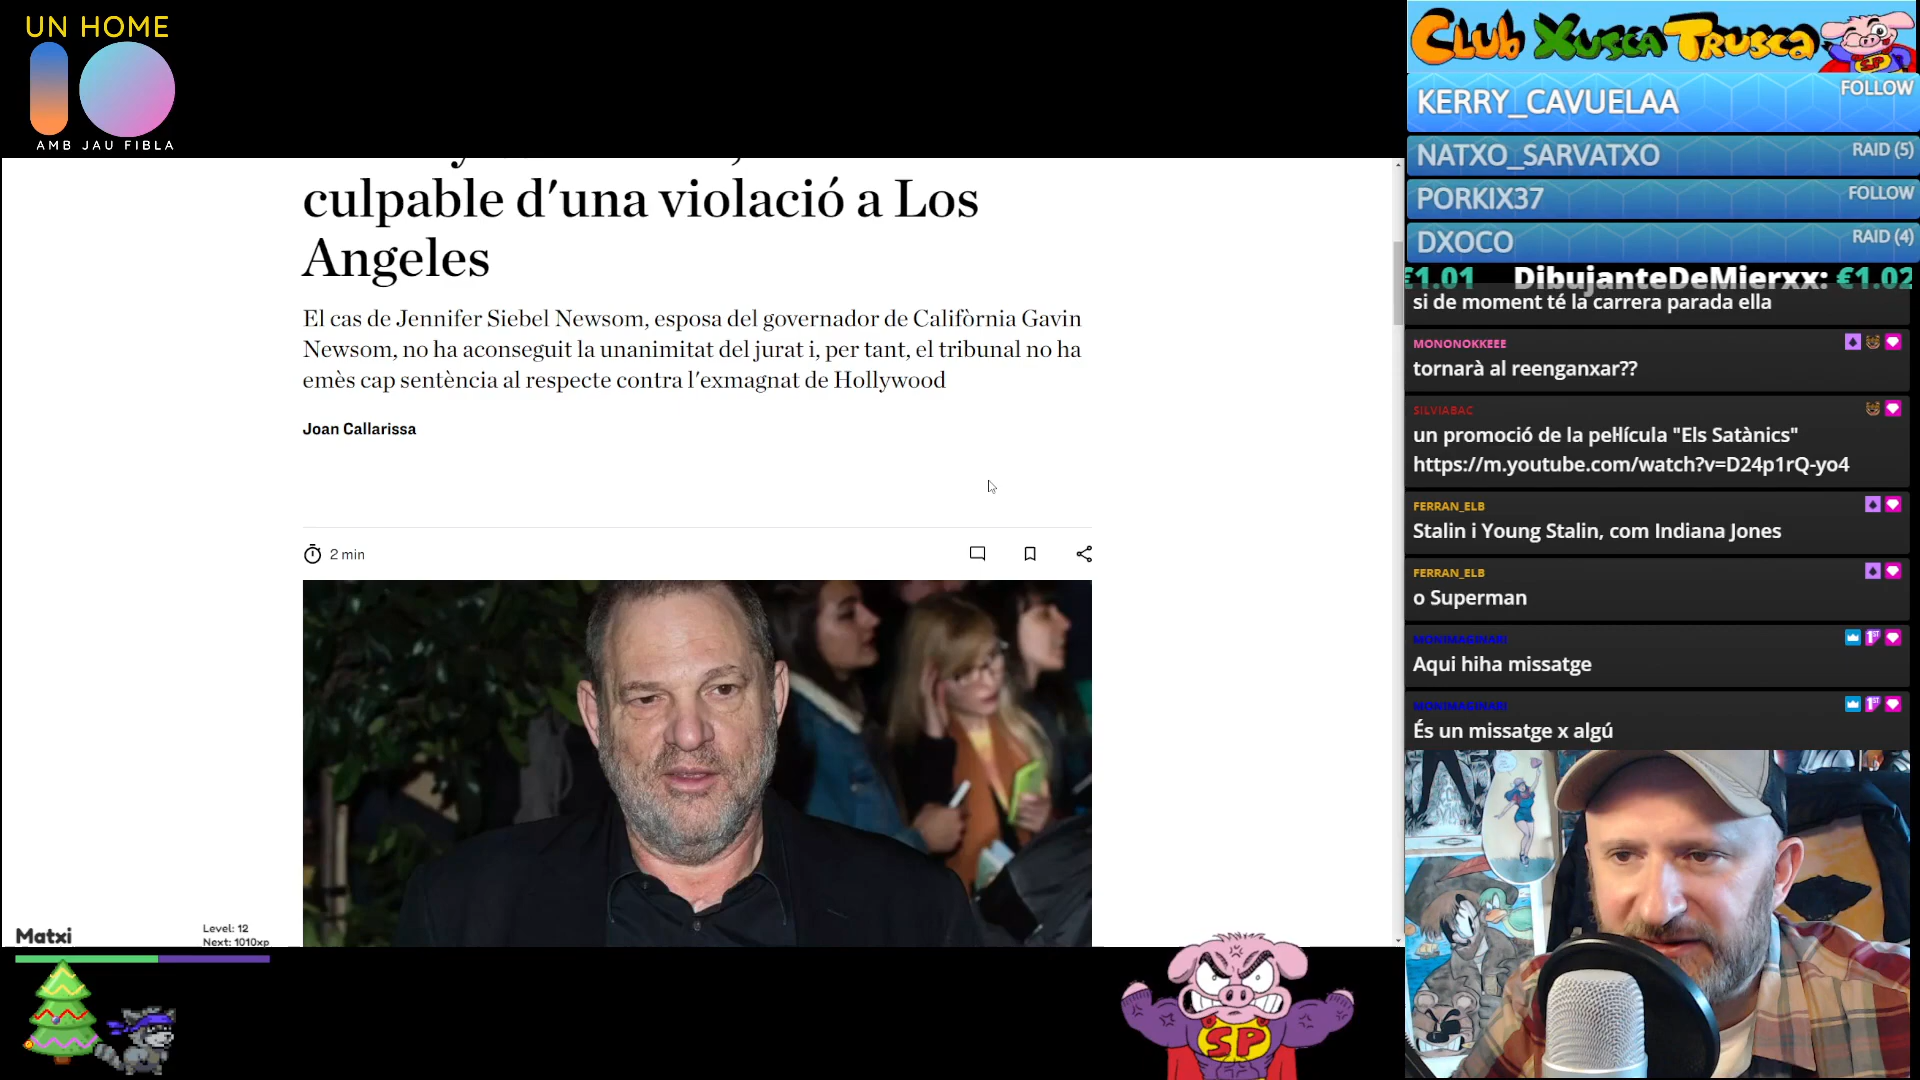 UN HOME
10
AMB JAU FIBLA
culpable d'una violació a Los
Angeles
El cas de Jennifer Siebel Newsom, esposa del governador de Califòrnia Gavin
Newsom, no ha aconseguit la unanimitat del jurat i, per tant, el tribunal no ha
emès cap sentència al respecte contra l'exmagnat de Hollywood
Joan Callarissa
2 min
Matxi
Level: 12
Next: 1010xp
SP
CLUB XUSCA TRUSCA
SP
KERRY_CAVUELAA FOLLOW
NATXO_SARVATXO RAID (5)
PORKIX37 FOLLOW
DXOCO RAID (4)
€1.01 DibujanteDeMierxx: €1.02
si de moment té la carrera parada ella
MONONOKKEEE
tornarà al reenganxar??
SILVIABAC
un promoció de la pel·lícula "Els Satànics"
https://m.youtube.com/watch?v=D24p1rQ-yo4
FERRAN_ELB
Stalin i Young Stalin, com Indiana Jones
FERRAN_ELB
o Superman
MONIMAGINARI
Aqui hiha missatge
MONIMAGINARI
És un missatge x algú